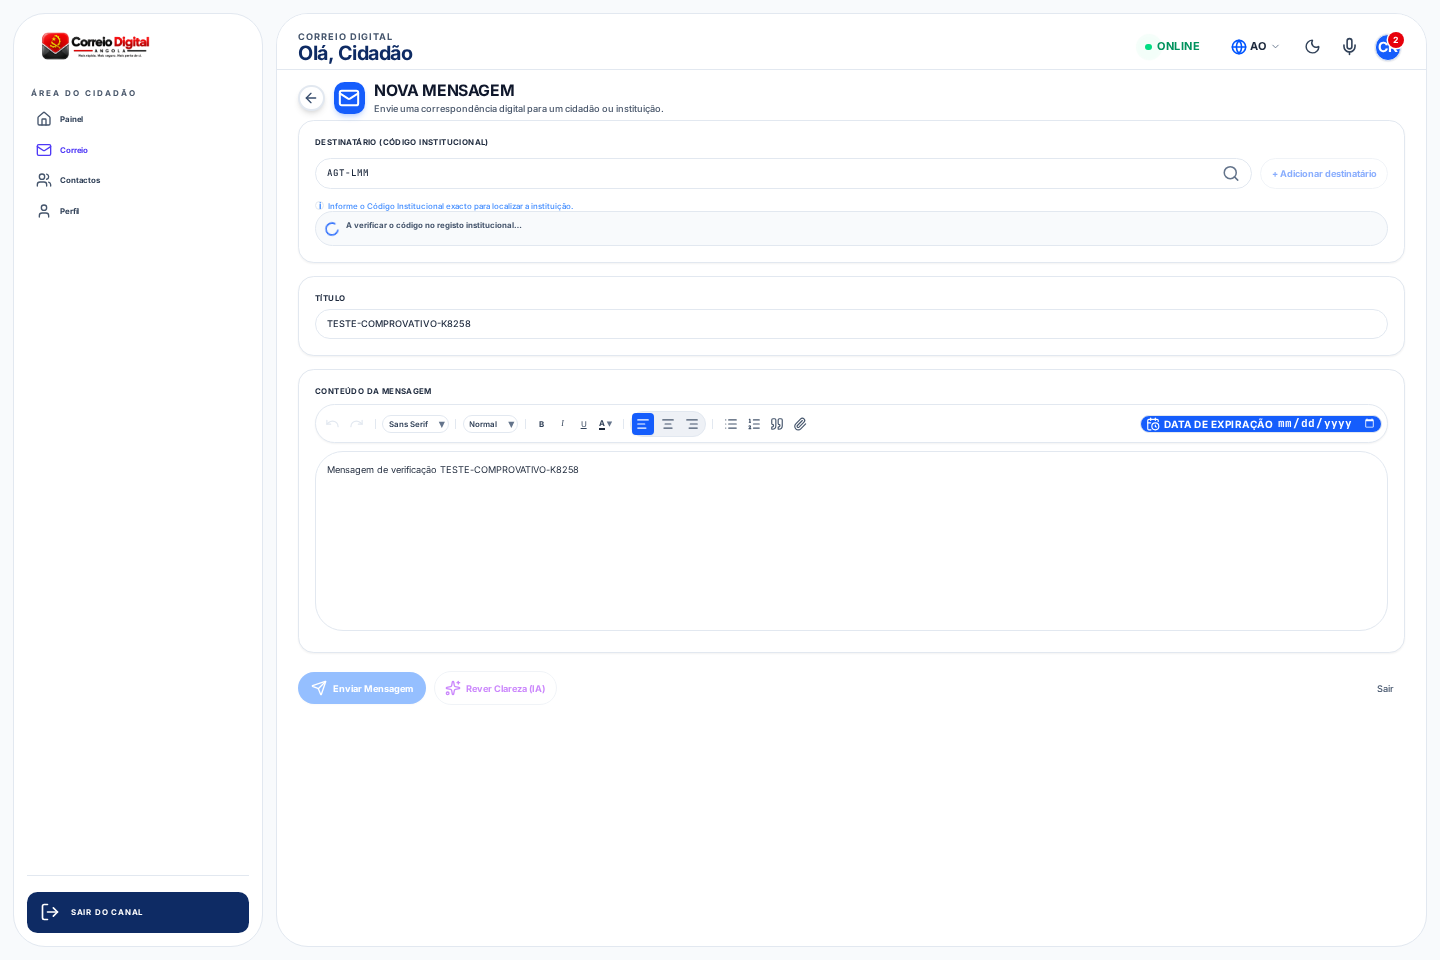 Correio Digital
ANGOLA
ÁREA DO CIDADÃO
Painel
Correio
Contactos
Perfil
SAIR DO CANAL
CORREIO DIGITAL
Olá, Cidadão
ONLINE
AO
2
NOVA MENSAGEM
Envie uma correspondência digital para um cidadão ou instituição.
DESTINATÁRIO (CÓDIGO INSTITUCIONAL)
AGT-LMM
+ Adicionar destinatário
Informe o Código Institucional exacto para localizar a instituição.
A verificar o código no registo institucional...
TÍTULO
TESTE-COMPROVATIVO-K8258
CONTEÚDO DA MENSAGEM
Sans Serif
Normal
B
I
U
A
DATA DE EXPIRAÇÃO mm/dd/yyyy
Mensagem de verificação TESTE-COMPROVATIVO-K8258
Enviar Mensagem
Rever Clareza (IA)
Sair